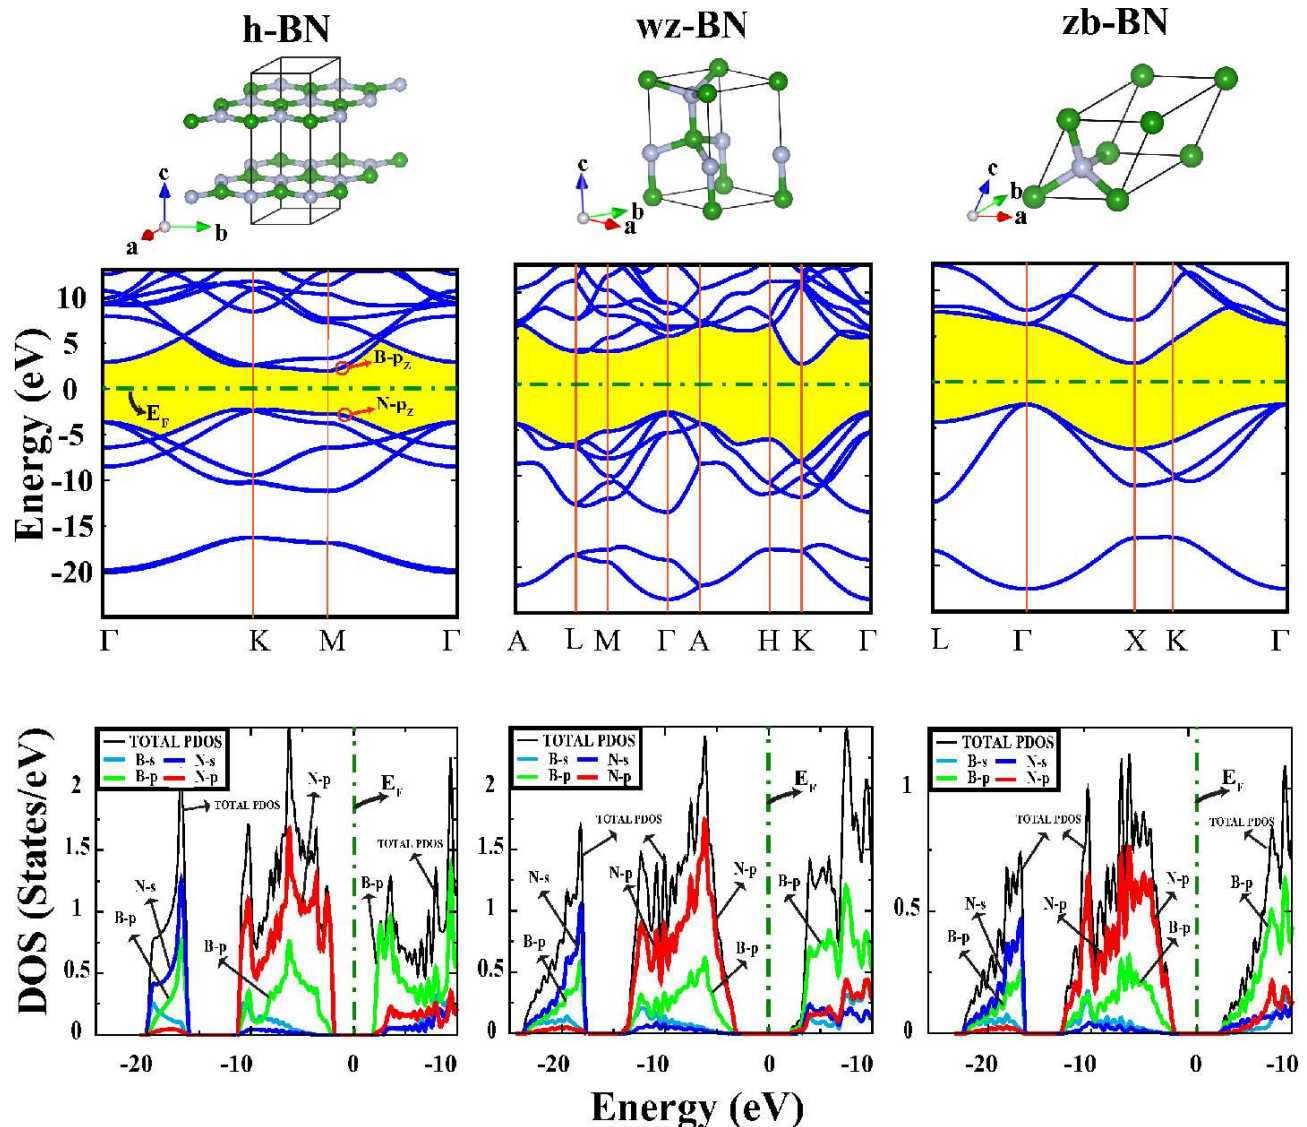 h-BN
wz-BN
zb-BN
c
a
b
c
b
a
c
b
a
Energy (eV)
10
5
0
-5
-10
-15
-20
B-pz
N-pz
EF
Γ K M Γ
A L M Γ A H K Γ
L Γ X K Γ
DOS (States/eV)
2
1.5
1
0.5
0
TOTAL PDOS
B-s N-s
B-p N-p
TOTAL PDOS
N-s
B-p
B-p
N-p
EF
B-p
TOTAL PDOS
-20 -10 0 -10
2
1.5
1
0.5
0
TOTAL PDOS
B-s N-s
B-p N-p
TOTAL PDOS
N-s
B-p
N-p
N-p
B-p
EF
B-p
-20 -10 0 -10
1
0.5
0
TOTAL PDOS
B-s N-s
B-p N-p
TOTAL PDOS
N-s
B-p
N-p
N-p
B-p
EF
TOTAL PDOS
B-p
-20 -10 0 -10
Energy (eV)